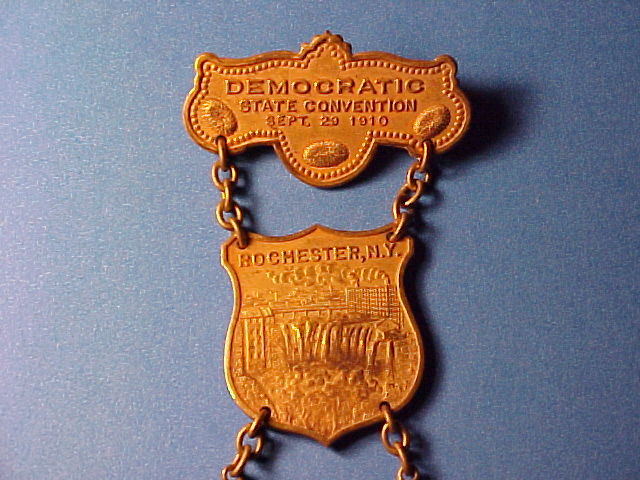 DEMOCRATIC
STATE CONVENTION
SEPT. 29 1910
ROCHESTER, N.Y.